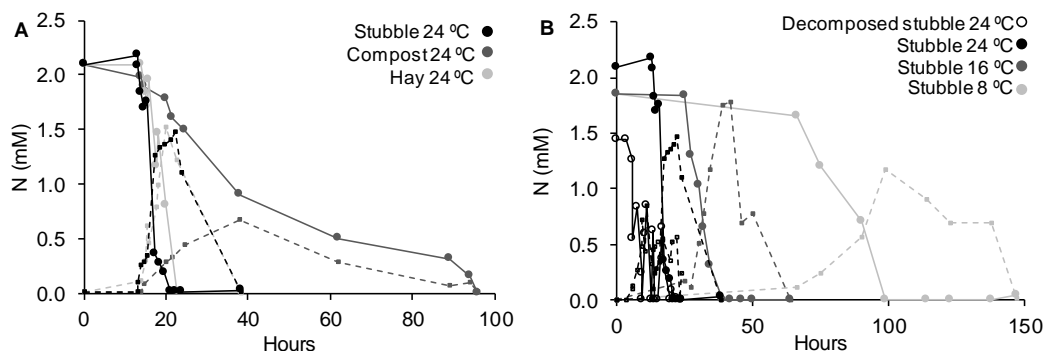 A
Stubble 24 ºC
Compost 24 ºC
Hay 24 ºC
N (mM)
2.5
2.0
1.5
1.0
0.5
0.0
0 20 40 60 80 100
Hours
B
Decomposed stubble 24 ºC
Stubble 24 ºC
Stubble 16 ºC
Stubble 8 ºC
N (mM)
2.5
2.0
1.5
1.0
0.5
0.0
0 50 100 150
Hours